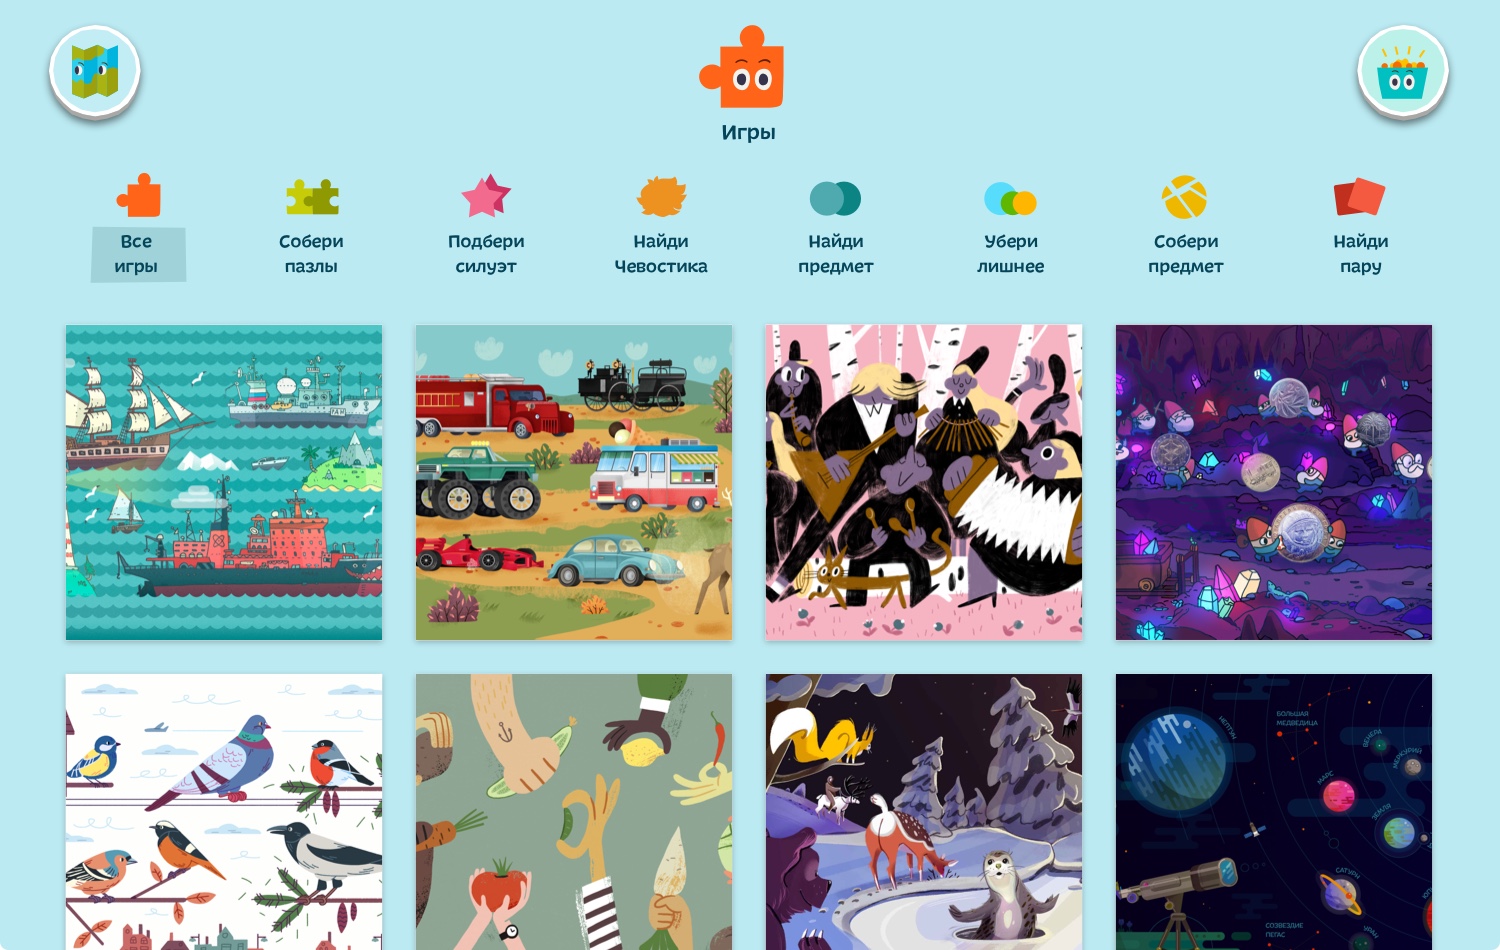 Игры
Все
игры
Собери
пазлы
Подбери
силуэт
Найди
Чевостика
Найди
предмет
Убери
лишнее
Собери
предмет
Найди
пару
НЕПТУН
БОЛЬШАЯ
МЕДВЕДИЦА
ВЕНЕРА
МЕРКУРИЙ
МАРС
ЗЕМЛЯ
САТУРН
СОЗВЕЗДИЕ
ПЕГАС
УРАН